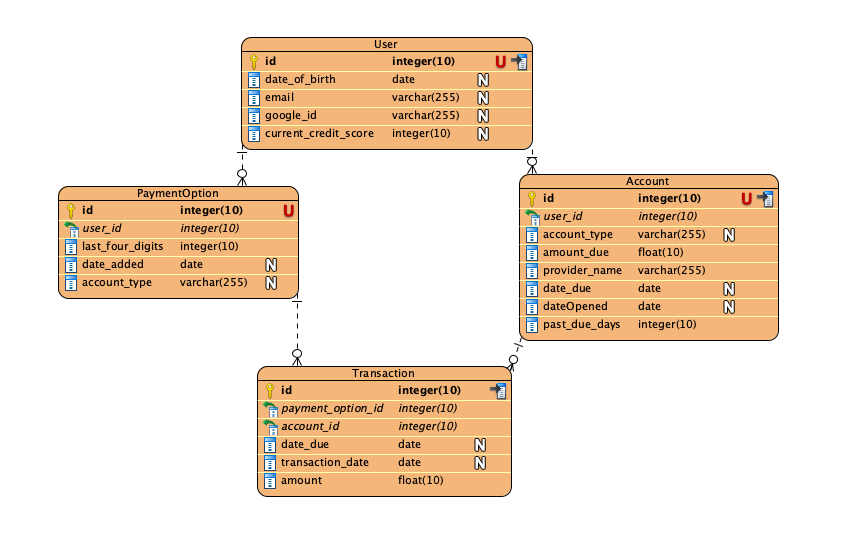 User
id integer(10) U
date_of_birth date N
email varchar(255) N
google_id varchar(255) N
current_credit_score integer(10) N
PaymentOption
id integer(10) U
user_id integer(10)
last_four_digits integer(10)
date_added date N
account_type varchar(255) N
Account
id integer(10) U
user_id integer(10)
account_type varchar(255) N
amount_due float(10)
provider_name varchar(255)
date_due date N
dateOpened date N
past_due_days integer(10)
Transaction
id integer(10)
payment_option_id integer(10)
account_id integer(10)
date_due date N
transaction_date date N
amount float(10)